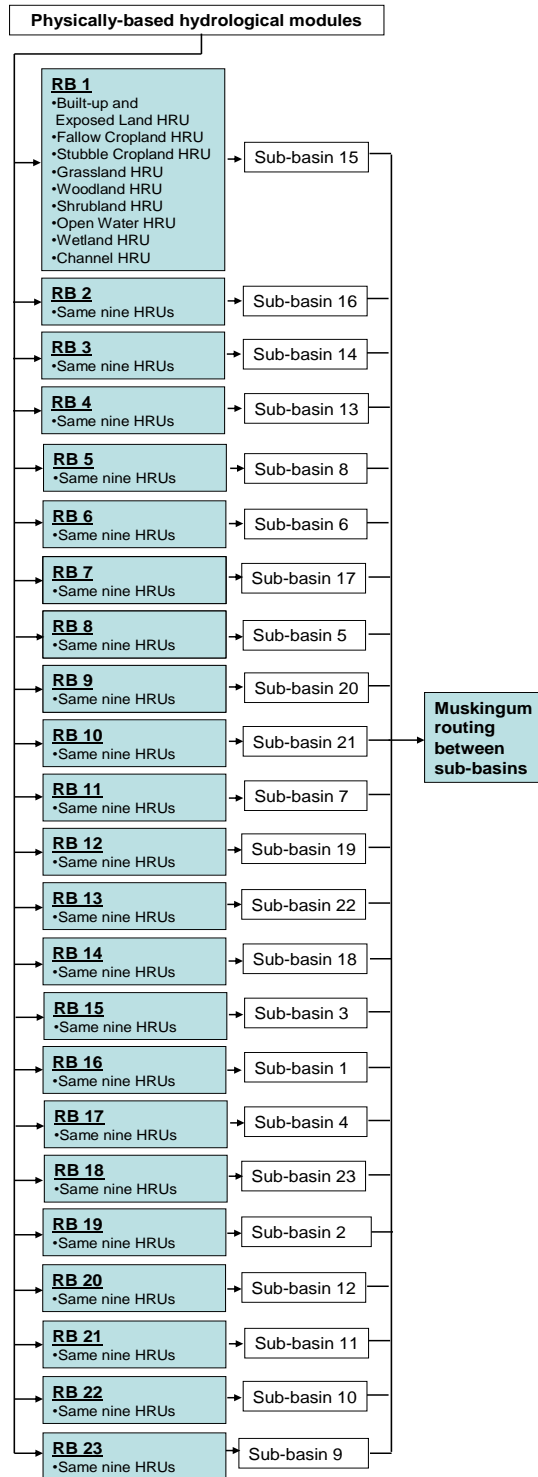 Physically-based hydrological modules
RB 1
•Built-up and
Exposed Land HRU
•Fallow Cropland HRU
•Stubble Cropland HRU
•Grassland HRU
•Woodland HRU
•Shrubland HRU
•Open Water HRU
•Wetland HRU
•Channel HRU
Sub-basin 15
RB 2
•Same nine HRUs
Sub-basin 16
RB 3
•Same nine HRUs
Sub-basin 14
RB 4
•Same nine HRUs
Sub-basin 13
RB 5
•Same nine HRUs
Sub-basin 8
RB 6
•Same nine HRUs
Sub-basin 6
RB 7
•Same nine HRUs
Sub-basin 17
RB 8
•Same nine HRUs
Sub-basin 5
RB 9
•Same nine HRUs
Sub-basin 20
RB 10
•Same nine HRUs
Sub-basin 21
RB 11
•Same nine HRUs
Sub-basin 7
RB 12
•Same nine HRUs
Sub-basin 19
RB 13
•Same nine HRUs
Sub-basin 22
RB 14
•Same nine HRUs
Sub-basin 18
RB 15
•Same nine HRUs
Sub-basin 3
RB 16
•Same nine HRUs
Sub-basin 1
RB 17
•Same nine HRUs
Sub-basin 4
RB 18
•Same nine HRUs
Sub-basin 23
RB 19
•Same nine HRUs
Sub-basin 2
RB 20
•Same nine HRUs
Sub-basin 12
RB 21
•Same nine HRUs
Sub-basin 11
RB 22
•Same nine HRUs
Sub-basin 10
RB 23
•Same nine HRUs
Sub-basin 9
Muskingum
routing
between
sub-basins